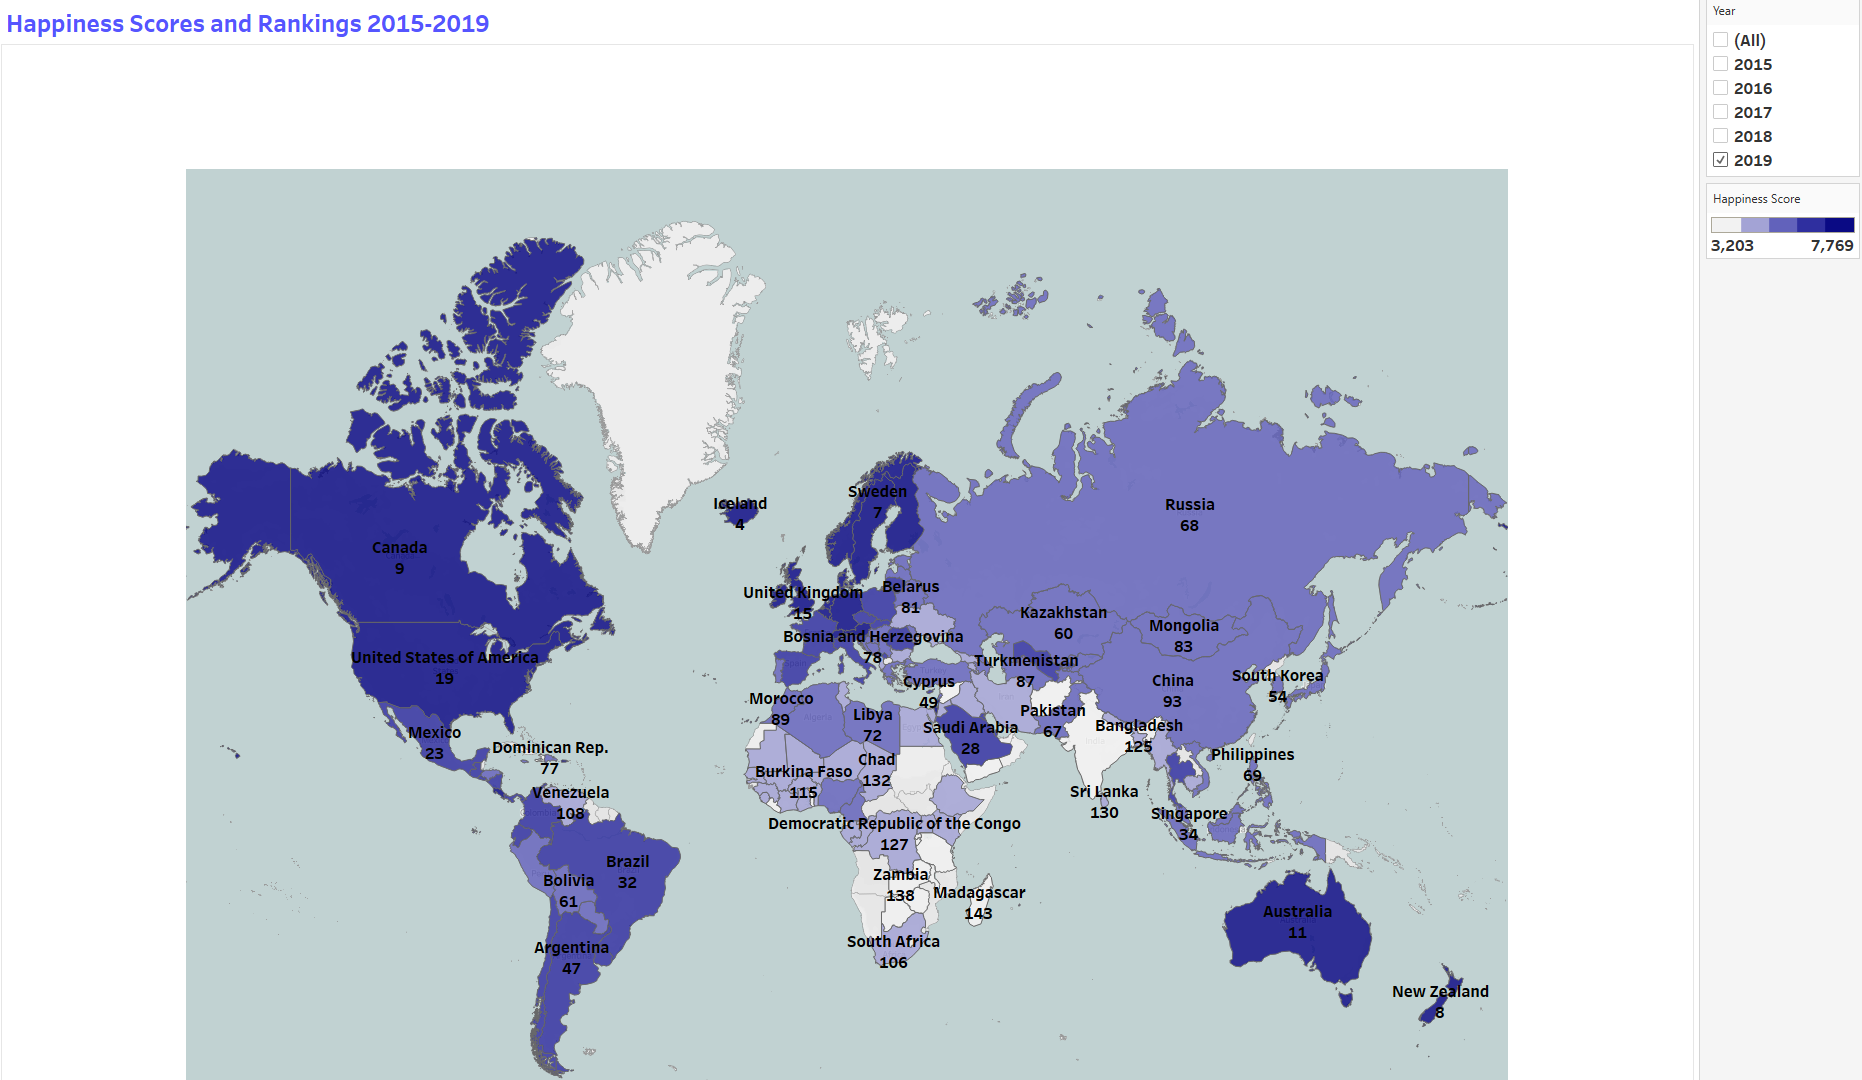 Happiness Scores and Rankings 2015-2019
Year
(All)
2015
2016
2017
2018
2019
Happiness Score
3,203 7,769
Iceland
4
Sweden
7
Russia
68
Canada
9
United Kingdom
15
Belarus
81
Kazakhstan
60
Mongolia
83
Bosnia and Herzegovina
78
United States of America
19
Turkmenistan
87
South Korea
54
China
93
Cyprus
49
Morocco
89
Libya
72
Pakistan
67
Saudi Arabia
28
Bangladesh
125
Mexico
23
Dominican Rep.
77
Philippines
69
Burkina Faso
115
Chad
132
Venezuela
108
Sri Lanka
130
Singapore
34
Democratic Republic of the Congo
127
Brazil
32
Bolivia
61
Zambia
138
Madagascar
143
Australia
11
South Africa
106
Argentina
47
New Zealand
8
Algeria